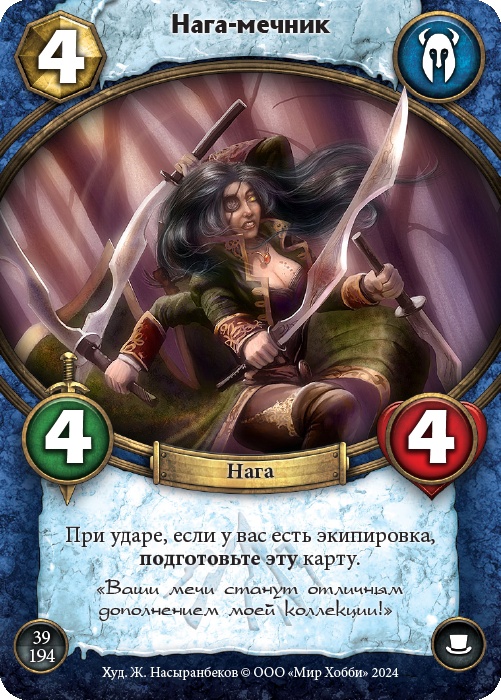 4
Нага-мечник
4
4
Нага
При ударе, если у вас есть экипировка,
подготовьте эту карту.
«Ваши мечи станут отличным
дополнением моей коллекции!»
39
194
Худ. Ж. Насыранбеков © ООО «Мир Хобби» 2024